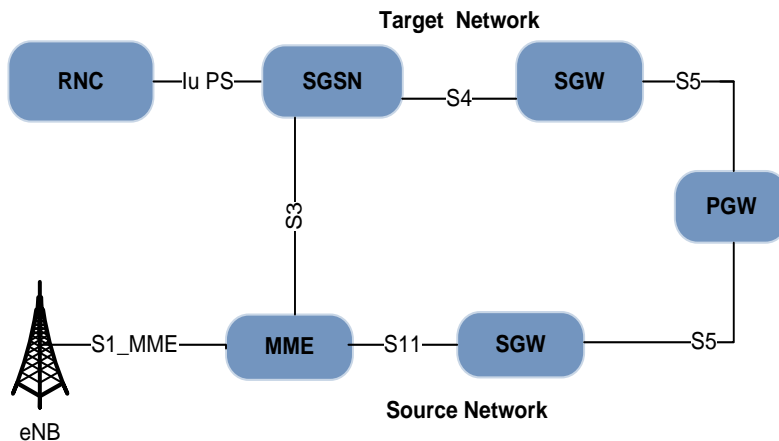 Target Network
RNC
Iu PS
SGSN
S4
SGW
S5
PGW
S3
eNB
S1_MME
MME
S11
SGW
S5
Source Network